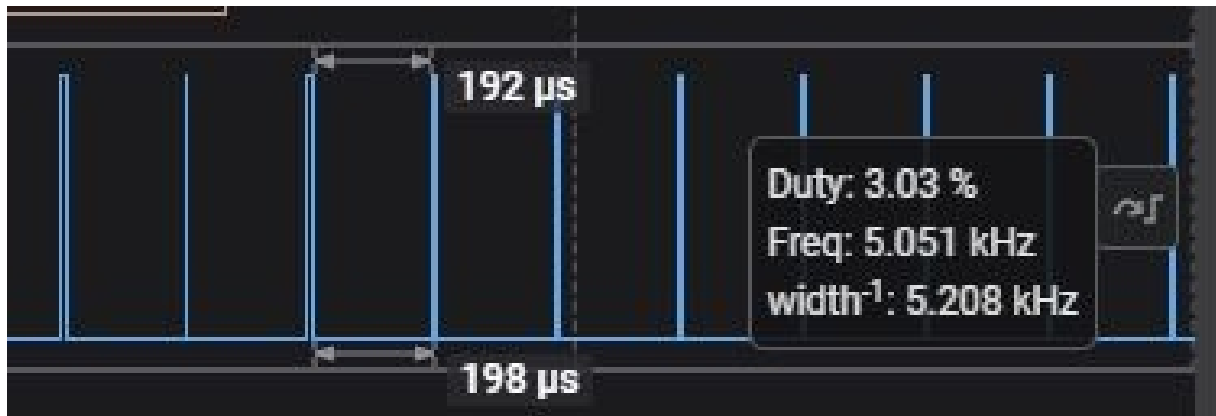 192 µs
Duty: 3.03 %
Freq: 5.051 kHz
width⁻¹: 5.208 kHz
198 µs